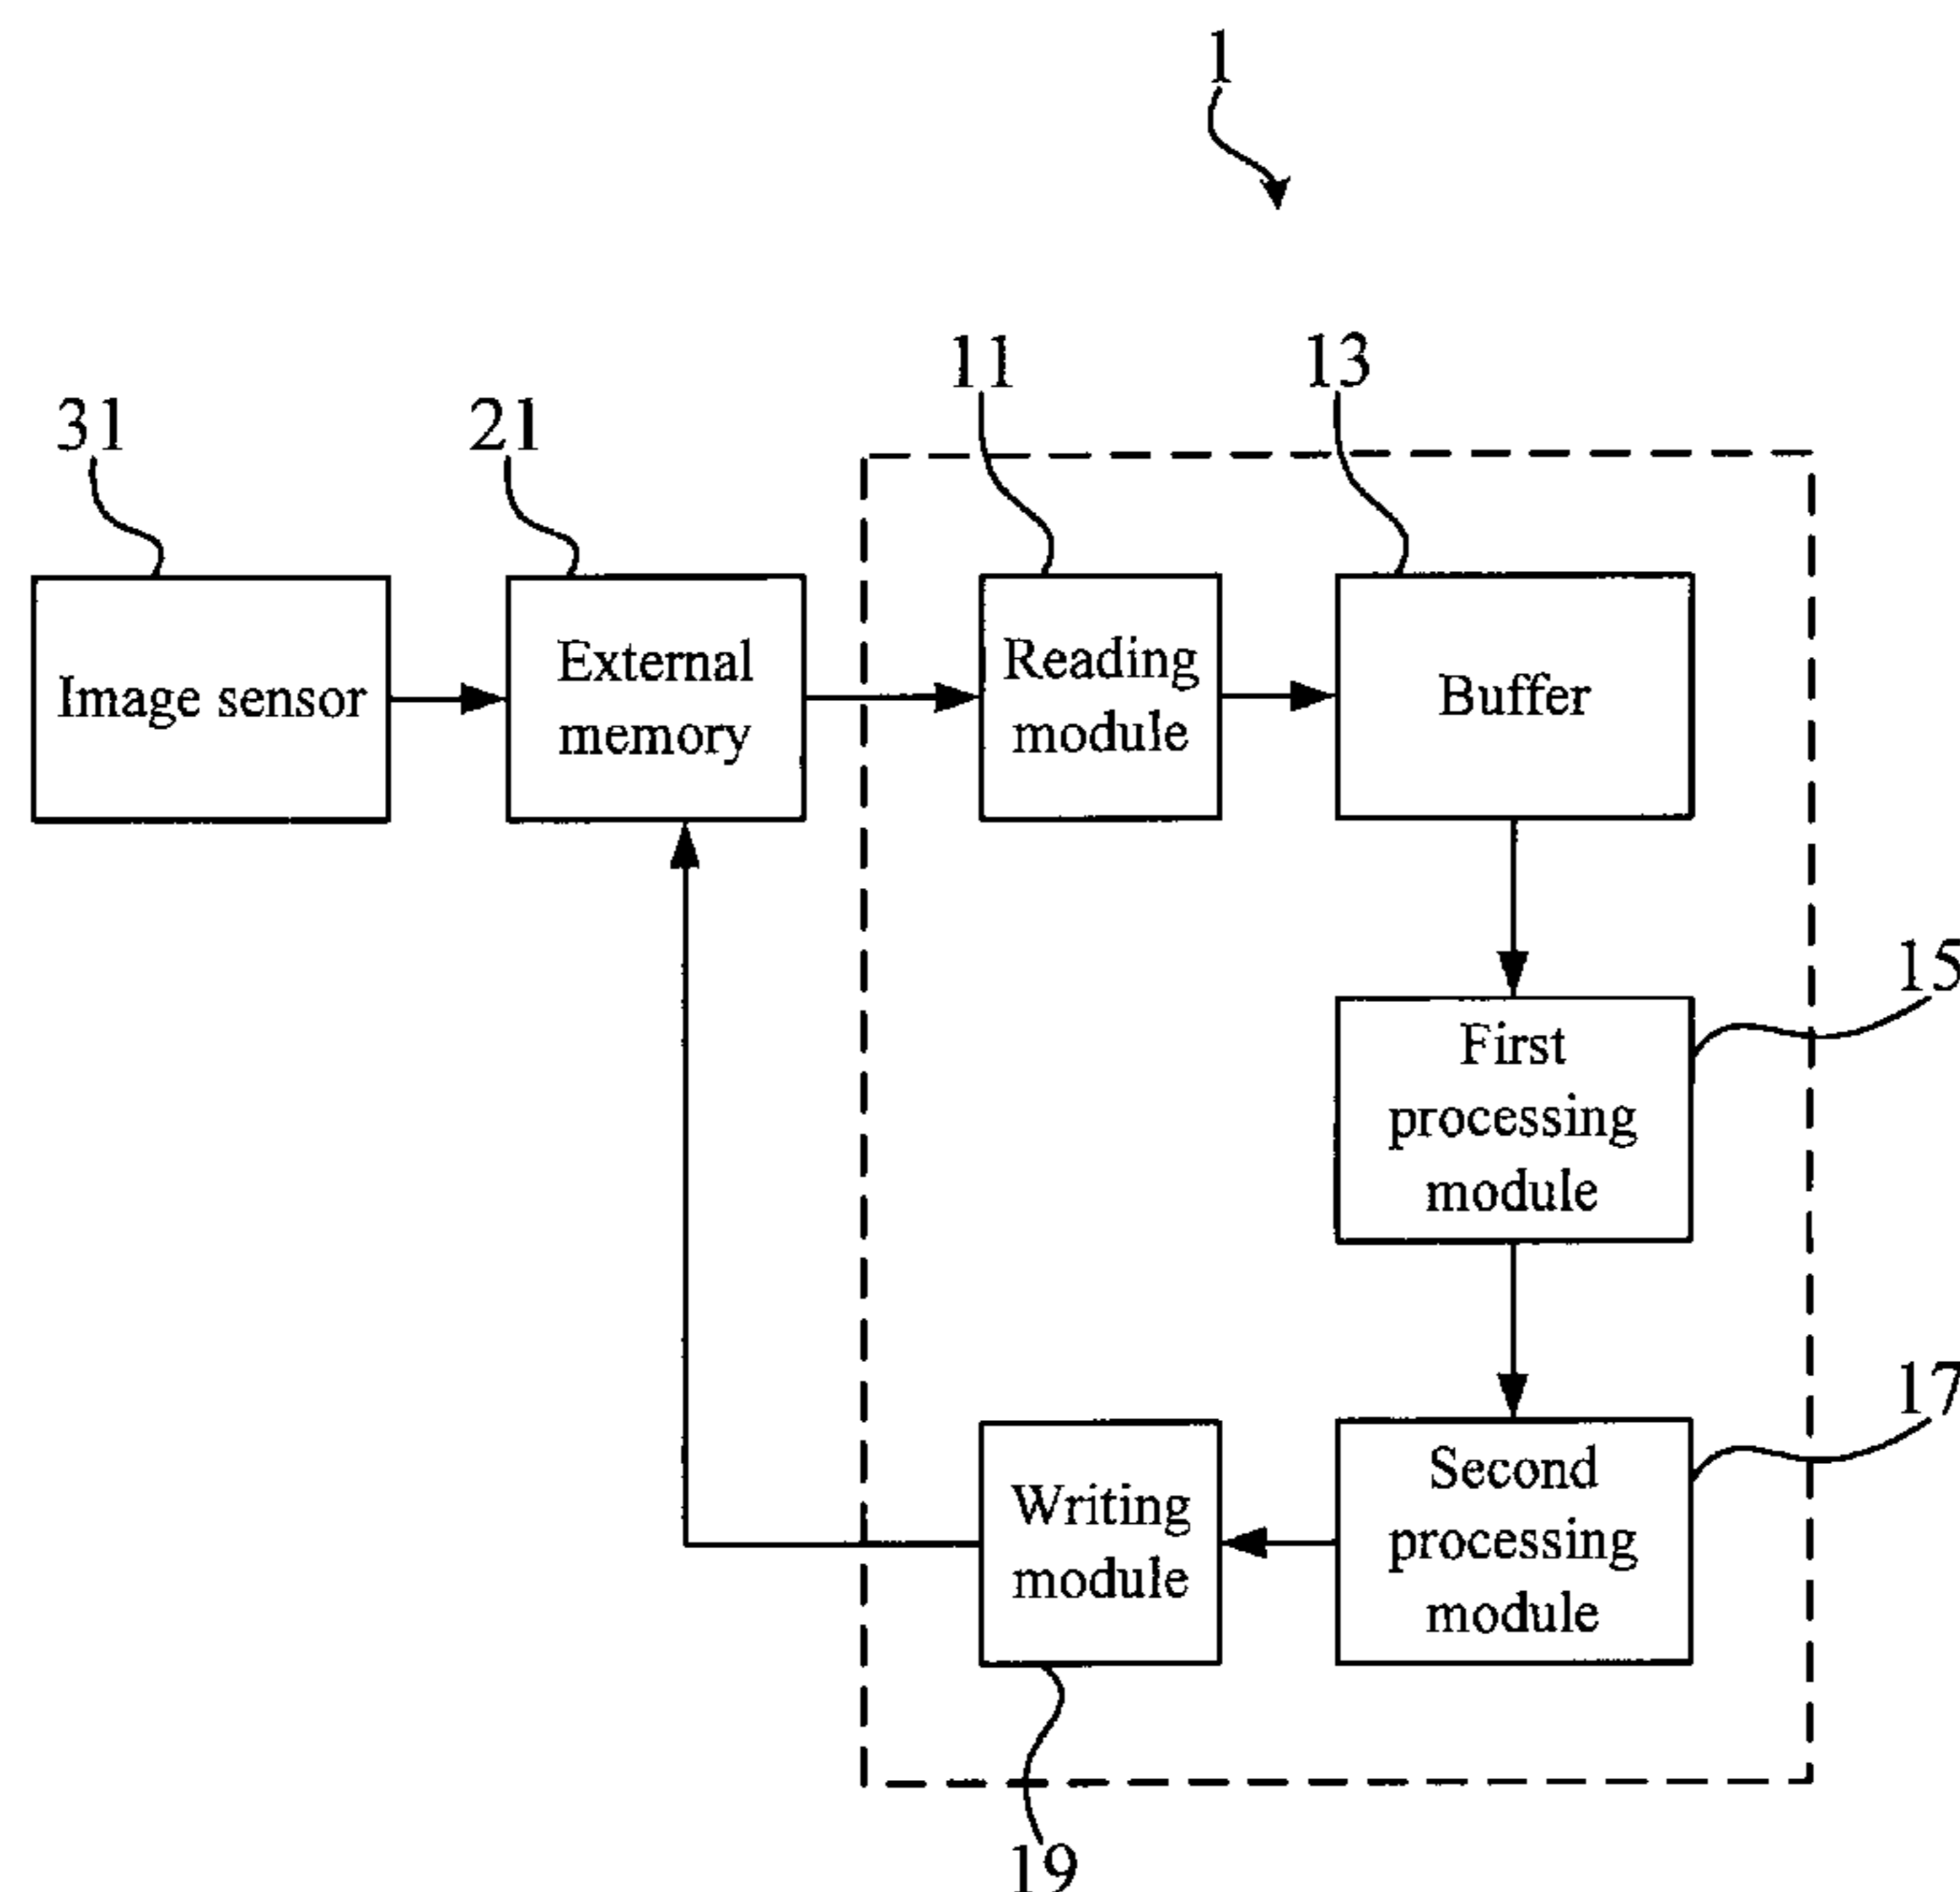 1
11
13
31
21
Image sensor
External
memory
Reading
module
Buffer
15
First
processing
module
17
Writing
module
Second
processing
module
19